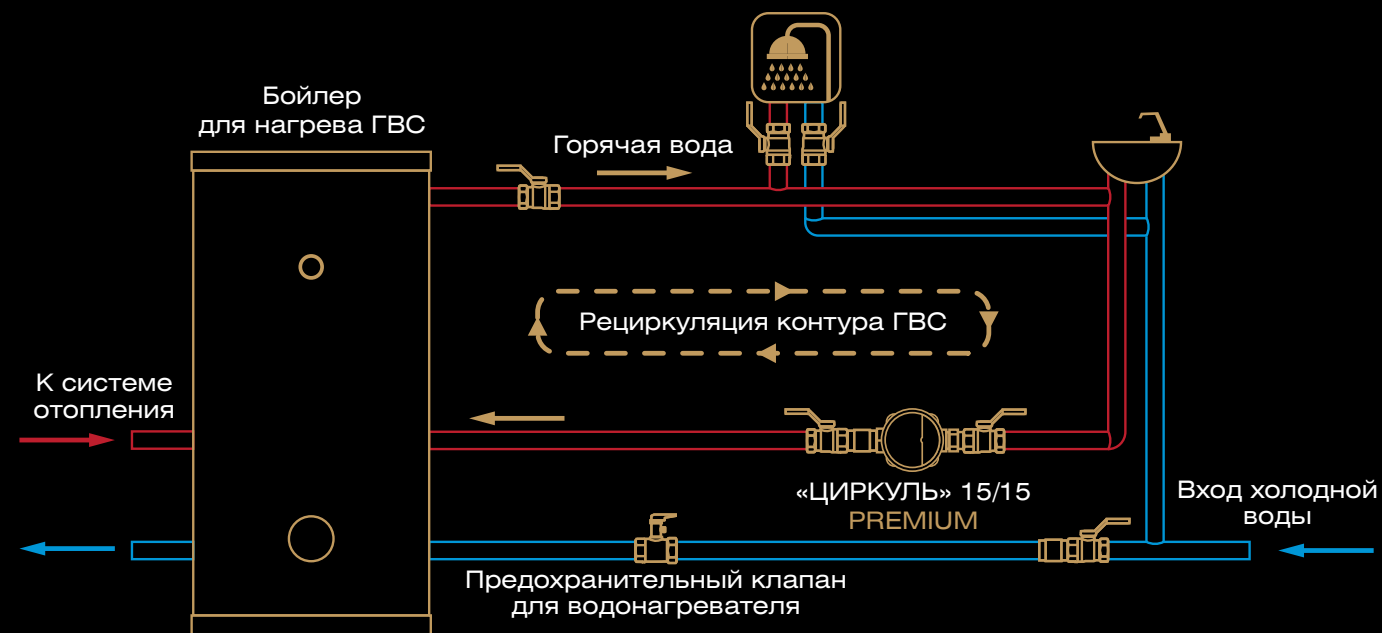 Бойлер
для нагрева ГВС
Горячая вода
Рециркуляция контура ГВС
К системе
отопления
«ЦИРКУЛЬ» 15/15
PREMIUM
Вход холодной
воды
Предохранительный клапан
для водонагревателя